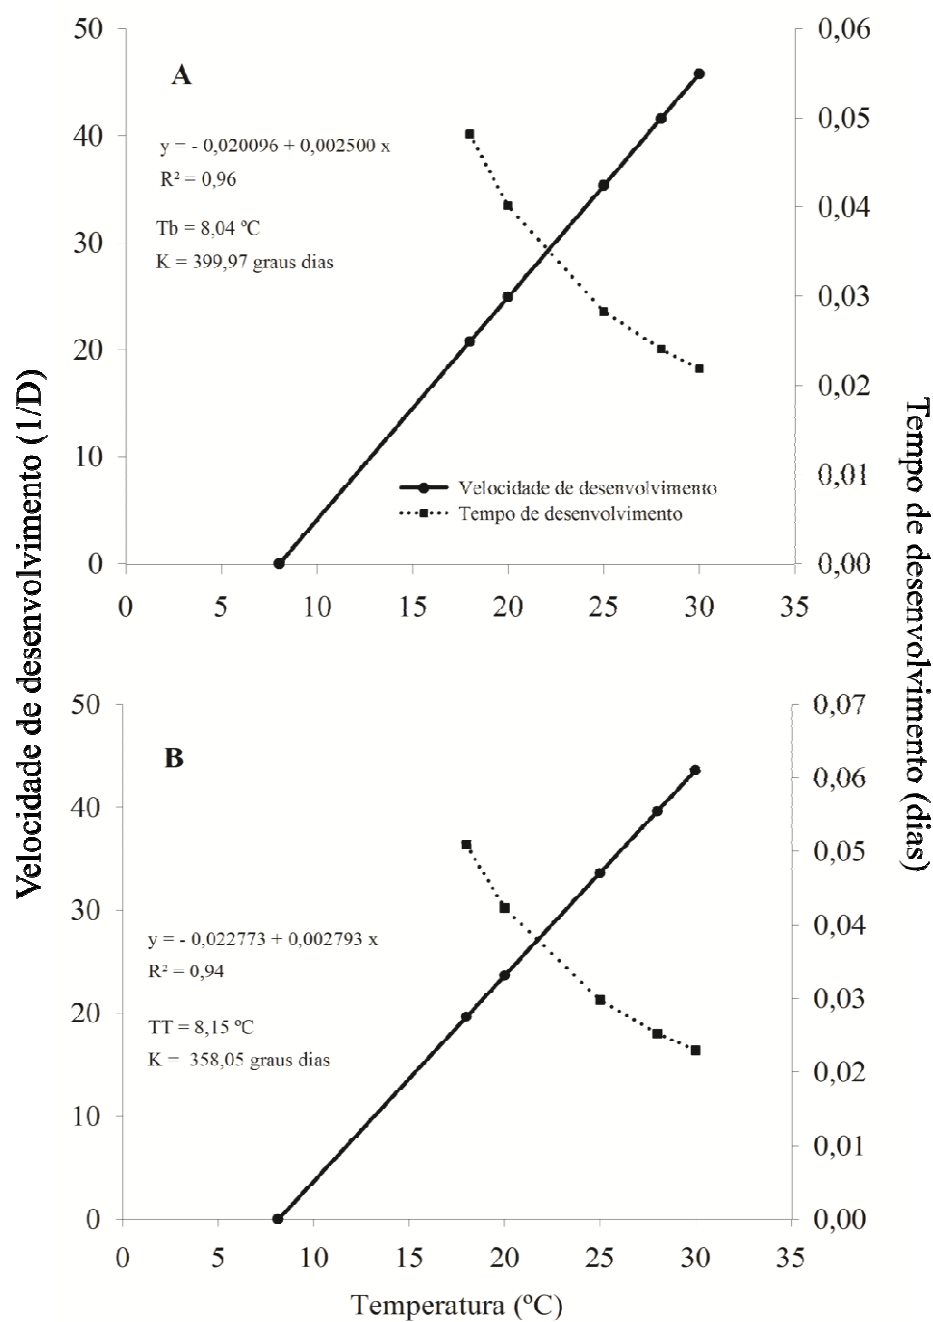 50
40
30
20
10
0
A
y = - 0,020096 + 0,002500 x
R² = 0,96
Tb = 8,04 ºC
K = 399,97 graus dias
Velocidade de desenvolvimento
Tempo de desenvolvimento
0,06
0,05
0,04
0,03
0,02
0,01
0,00
0 5 10 15 20 25 30 35
Velocidade de desenvolvimento (1/D)
Tempo de desenvolvimento (dias)
50
40
30
20
10
0
B
y = - 0,022773 + 0,002793 x
R² = 0,94
TT = 8,15 ºC
K = 358,05 graus dias
0,07
0,06
0,05
0,04
0,03
0,02
0,01
0,00
0 5 10 15 20 25 30 35
Temperatura (ºC)